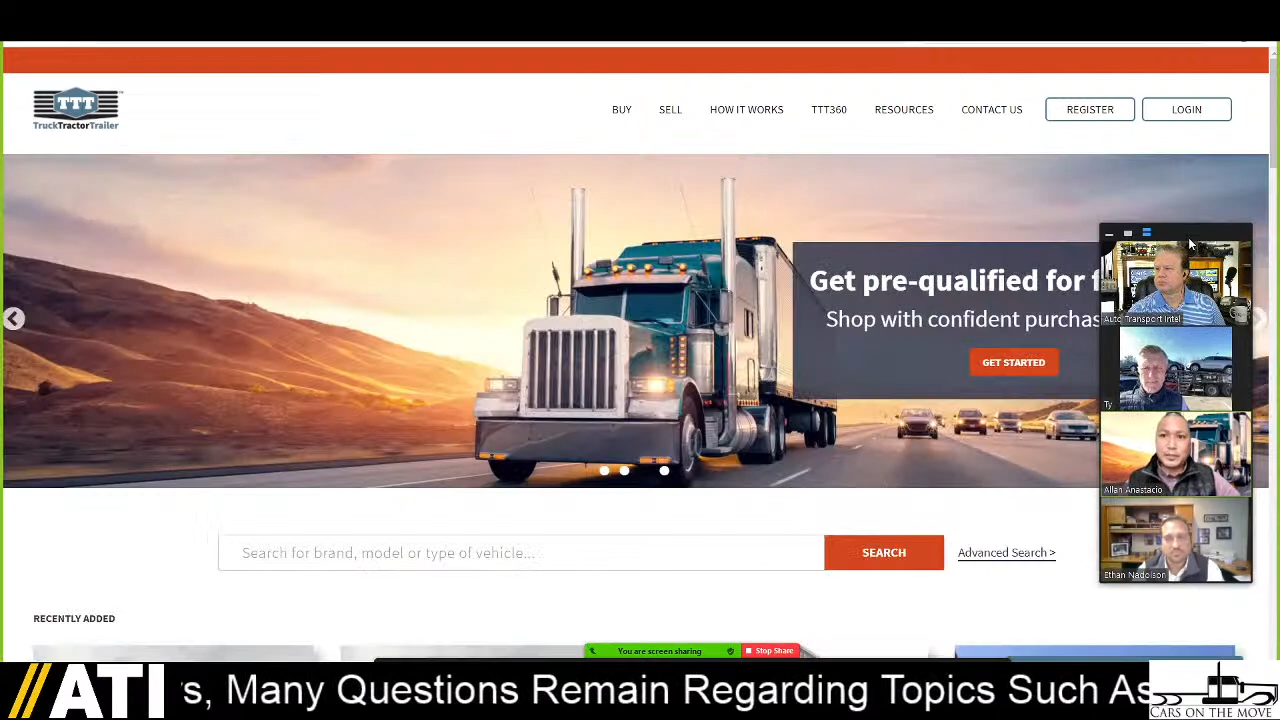 TTT
TruckTractorTrailer
BUY SELL HOW IT WORKS TTT360 RESOURCES CONTACT US REGISTER LOGIN
Get pre-qualified for f
Shop with confident purchas
GET STARTED
Auto Transport Intel
Ty
Allan Anastacio
Ethan Nadolson
Search for brand, model or type of vehicle...
SEARCH
Advanced Search >
RECENTLY ADDED
You are screen sharing
Stop Share
ATI
s, Many Questions Remain Regarding Topics Such As
CARS ON THE MOVE